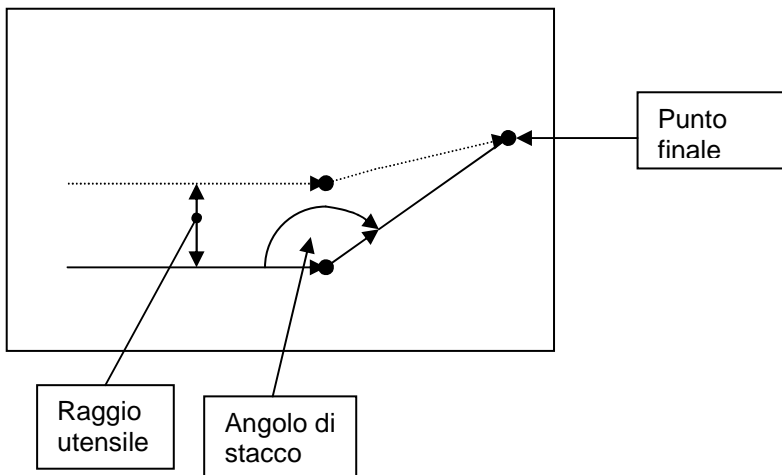 Punto
finale
Raggio
utensile
Angolo di
stacco